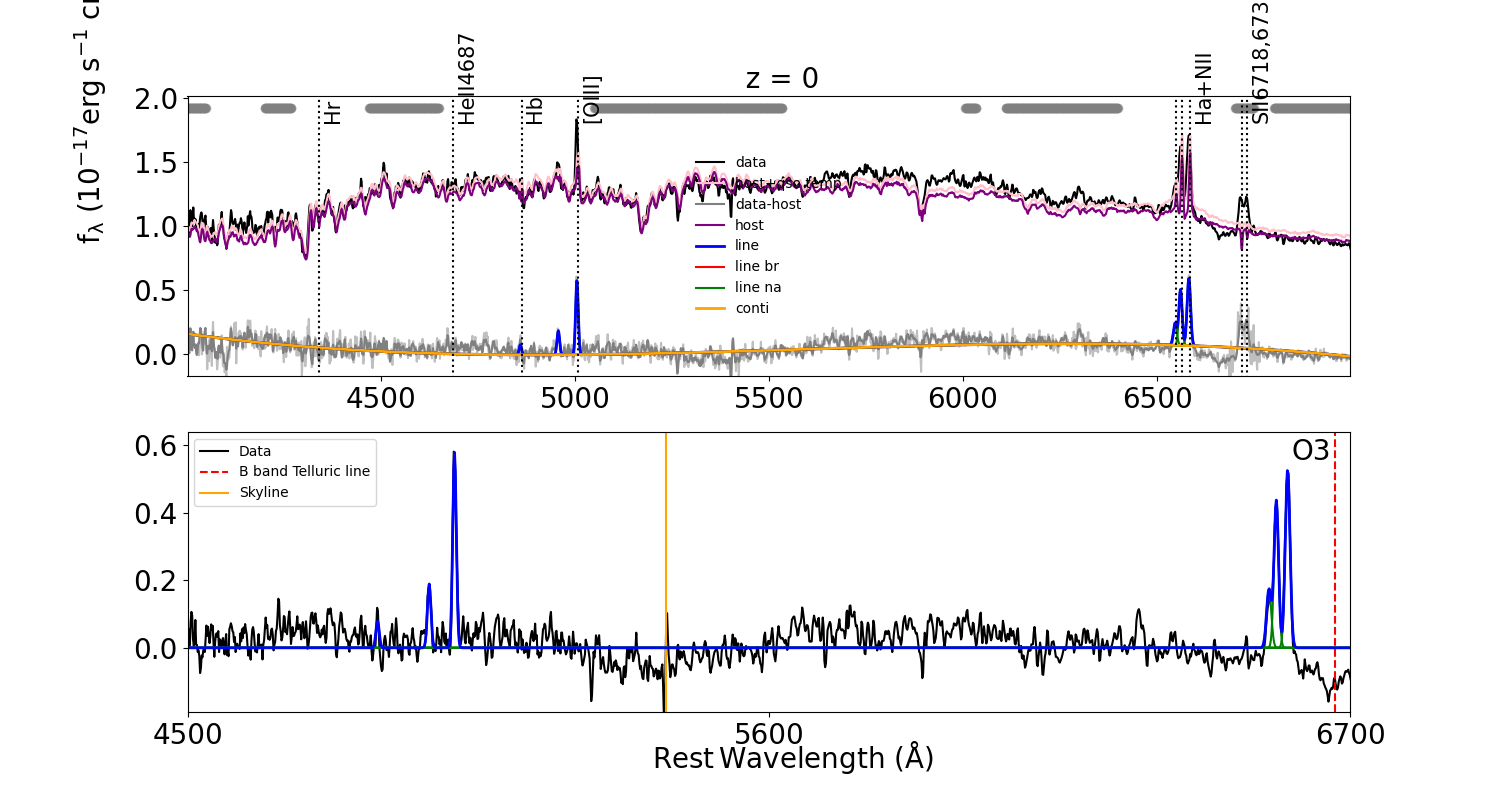 z = 0
f_λ (10^−17 erg s^−1 c
Hr
HeII4687
Hb
[OIII]
Ha+NII
SII6718,673
2.0
1.5
1.0
0.5
0.0
data
data-host
host
line
line br
line na
conti
4500 5000 5500 6000 6500
Data
B band Telluric line
Skyline
O3
0.6
0.4
0.2
0.0
4500 5600 6700
Rest Wavelength (Å)